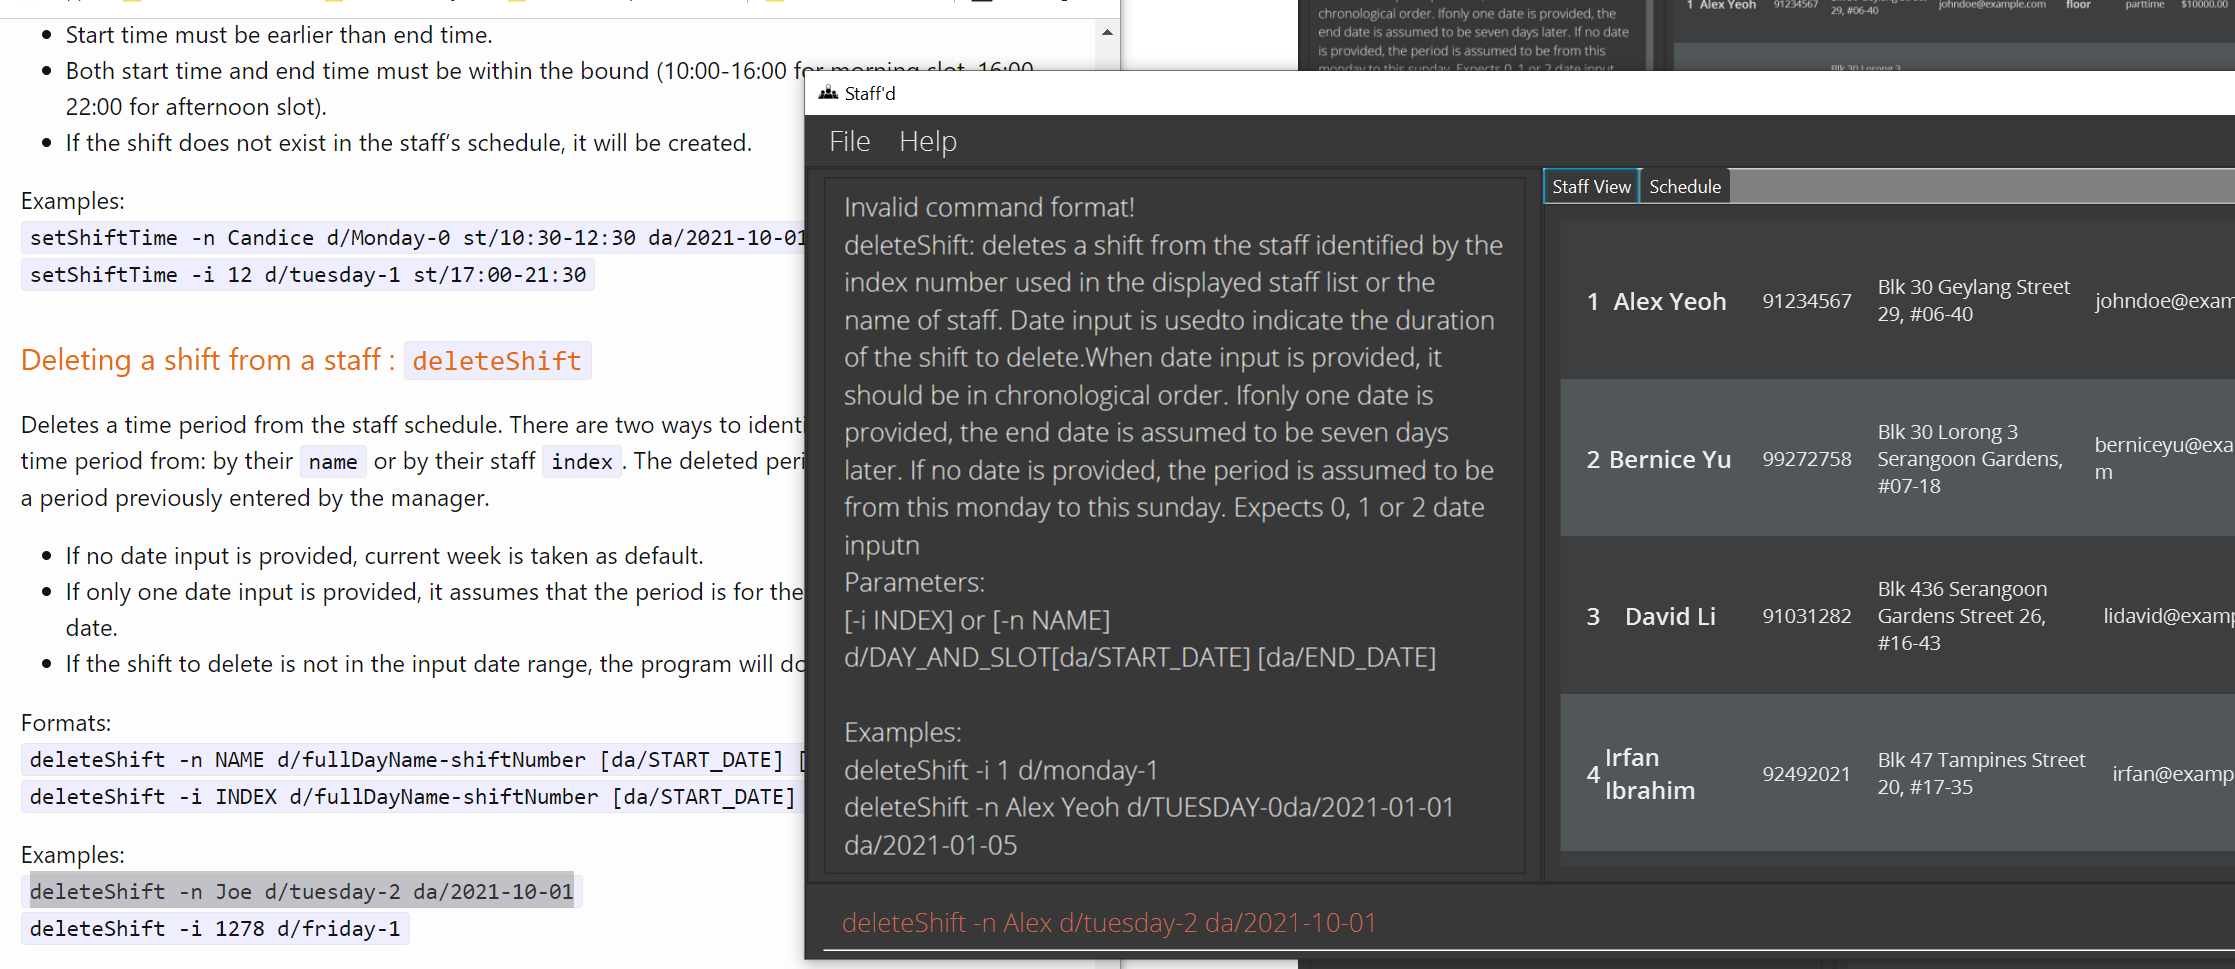 Start time must be earlier than end time.
Both start time and end time must be within the bound (10:00-16:00 for morning slot, 16:00
22:00 for afternoon slot).
If the shift does not exist in the staff’s schedule, it will be created.
Examples:
setShiftTime -n Candice d/Monday-0 st/10:30-12:30 da/2021-10-01
setShiftTime -i 12 d/tuesday-1 st/17:00-21:30
Deleting a shift from a staff : deleteShift
Deletes a time period from the staff schedule. There are two ways to identi
time period from: by their name or by their staff index. The deleted peri
a period previously entered by the manager.
If no date input is provided, current week is taken as default.
If only one date input is provided, it assumes that the period is for the
date.
If the shift to delete is not in the input date range, the program will do
Formats:
deleteShift -n NAME d/fullDayName-shiftNumber [da/START_DATE] [
deleteShift -i INDEX d/fullDayName-shiftNumber [da/START_DATE]
Examples:
deleteShift -n Joe d/tuesday-2 da/2021-10-01
deleteShift -i 1278 d/friday-1
chronological order. Ifonly one date is provided, the
end date is assumed to be seven days later. If no date
is provided, the period is assumed to be from this
monday to this sunday. Expects 0, 1 or 2 date input
1 Alex Yeoh 91234567 29, #06-40 johndoe@example.com floor parttime $10000.00
Blk 30 Lorong 3
Staff'd
File Help
Invalid command format!
deleteShift: deletes a shift from the staff identified by the
index number used in the displayed staff list or the
name of staff. Date input is usedto indicate the duration
of the shift to delete.When date input is provided, it
should be in chronological order. Ifonly one date is
provided, the end date is assumed to be seven days
later. If no date is provided, the period is assumed to be
from this monday to this sunday. Expects 0, 1 or 2 date
inputn
Parameters:
[-i INDEX] or [-n NAME]
d/DAY_AND_SLOT[da/START_DATE] [da/END_DATE]
Examples:
deleteShift -i 1 d/monday-1
deleteShift -n Alex Yeoh d/TUESDAY-0da/2021-01-01
da/2021-01-05
deleteShift -n Alex d/tuesday-2 da/2021-10-01
Staff View Schedule
1 Alex Yeoh 91234567 Blk 30 Geylang Street
29, #06-40 johndoe@exam
2 Bernice Yu 99272758 Blk 30 Lorong 3
Serangoon Gardens,
#07-18 berniceyu@exa
m
3 David Li 91031282 Blk 436 Serangoon
Gardens Street 26,
#16-43 lidavid@examp
4 Irfan
Ibrahim 92492021 Blk 47 Tampines Street
20, #17-35 irfan@examp